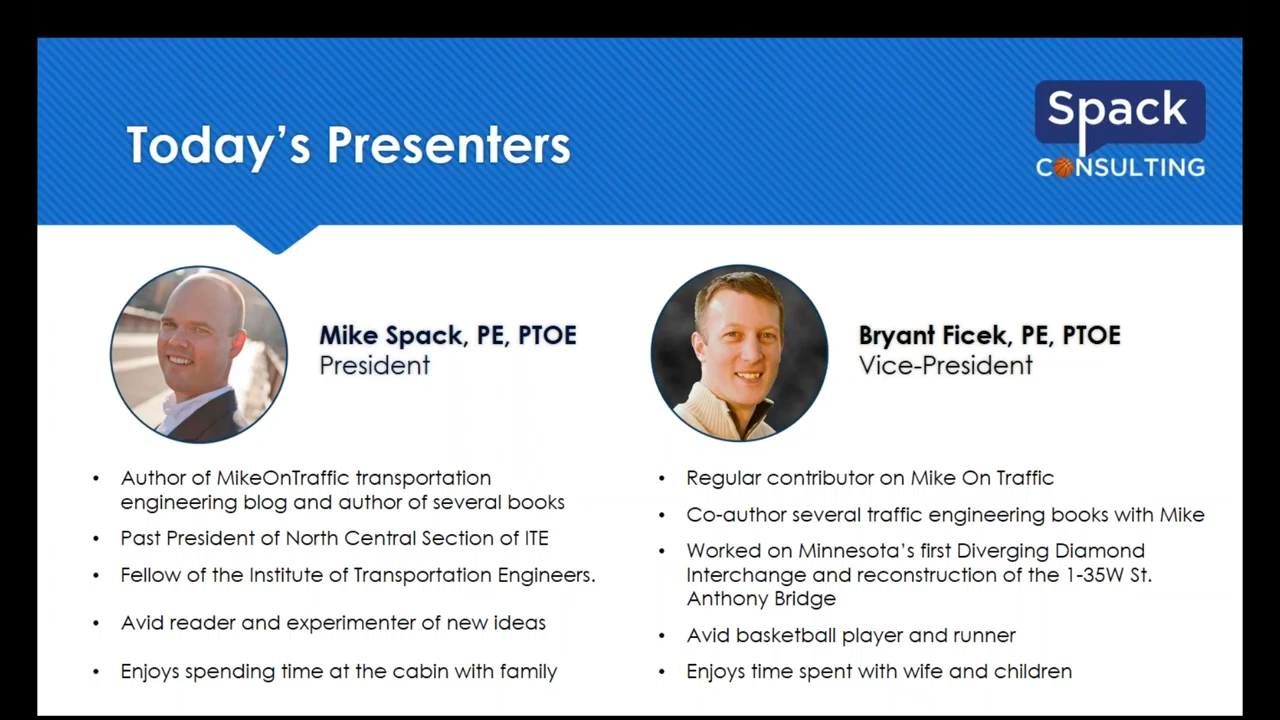 Today's Presenters
Spack
CONSULTING
Mike Spack, PE, PTOE
President
• Author of MikeOnTraffic transportation
engineering blog and author of several books
• Past President of North Central Section of ITE
• Fellow of the Institute of Transportation Engineers.
• Avid reader and experimenter of new ideas
• Enjoys spending time at the cabin with family
Bryant Ficek, PE, PTOE
Vice-President
• Regular contributor on Mike On Traffic
• Co-author several traffic engineering books with Mike
• Worked on Minnesota's first Diverging Diamond
Interchange and reconstruction of the 1-35W St.
Anthony Bridge
• Avid basketball player and runner
• Enjoys time spent with wife and children